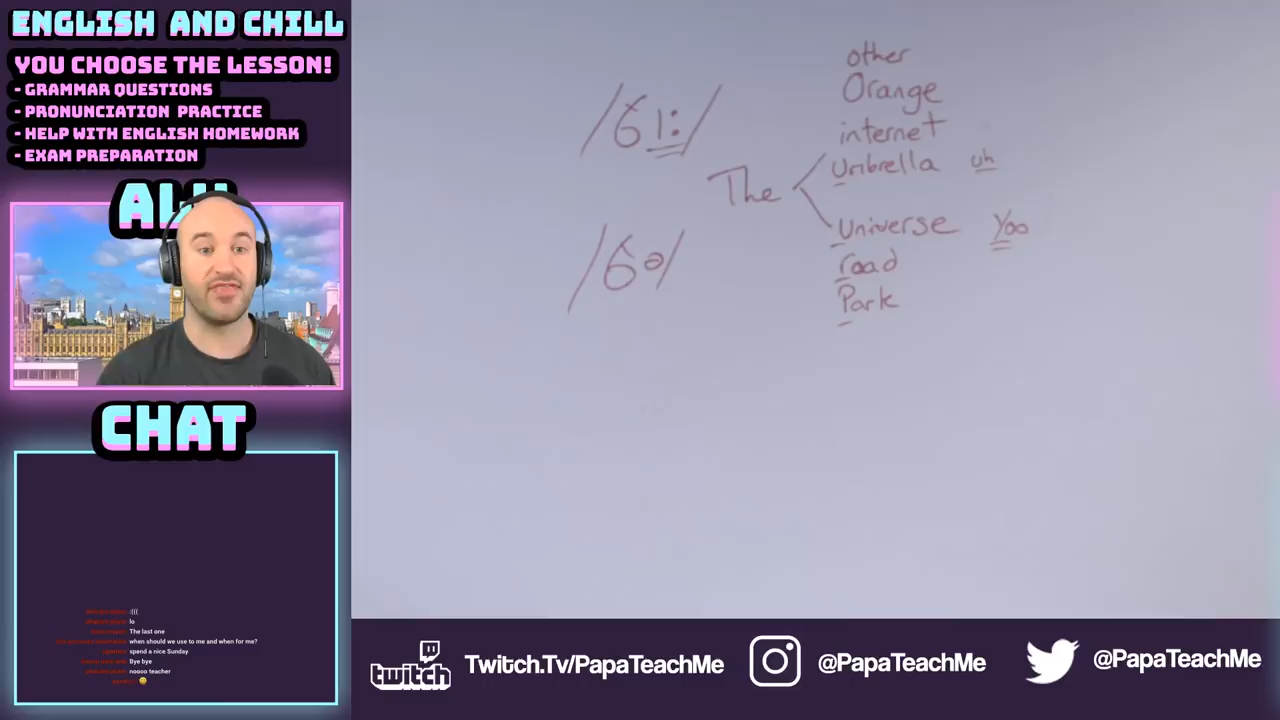 ENGLISH AND CHILL
YOU CHOOSE THE LESSON!
- GRAMMAR QUESTIONS
- PRONUNCIATION PRACTICE
- HELP WITH ENGLISH HOMEWORK
- EXAM PREPARATION
CHAT
:(((
lo
The last one
when should we use to me and when for me?
spend a nice Sunday
Bye bye
noooo teacher
other
Orange
internet
Umbrella uh
The
Universe Yoo
road
Park
twitch
Twitch.Tv/PapaTeachMe
@PapaTeachMe
@PapaTeachMe